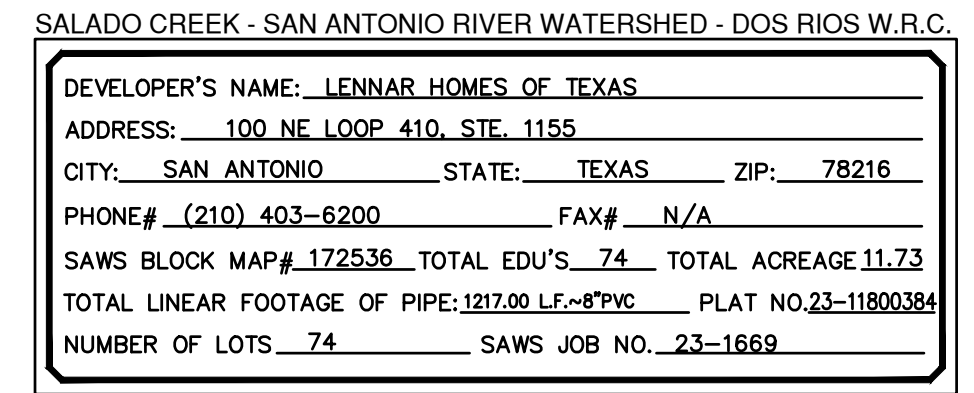 SALADO CREEK - SAN ANTONIO RIVER WATERSHED - DOS RIOS W.R.C.
DEVELOPER'S NAME: LENNAR HOMES OF TEXAS
ADDRESS: 100 NE LOOP 410, STE. 1155
CITY: SAN ANTONIO STATE: TEXAS ZIP: 78216
PHONE# (210) 403-6200 FAX# N/A
SAWS BLOCK MAP# 172536 TOTAL EDU'S 74 TOTAL ACREAGE 11.73
TOTAL LINEAR FOOTAGE OF PIPE: 1217.00 L.F.~8"PVC PLAT NO. 23-11800384
NUMBER OF LOTS 74 SAWS JOB NO. 23-1669